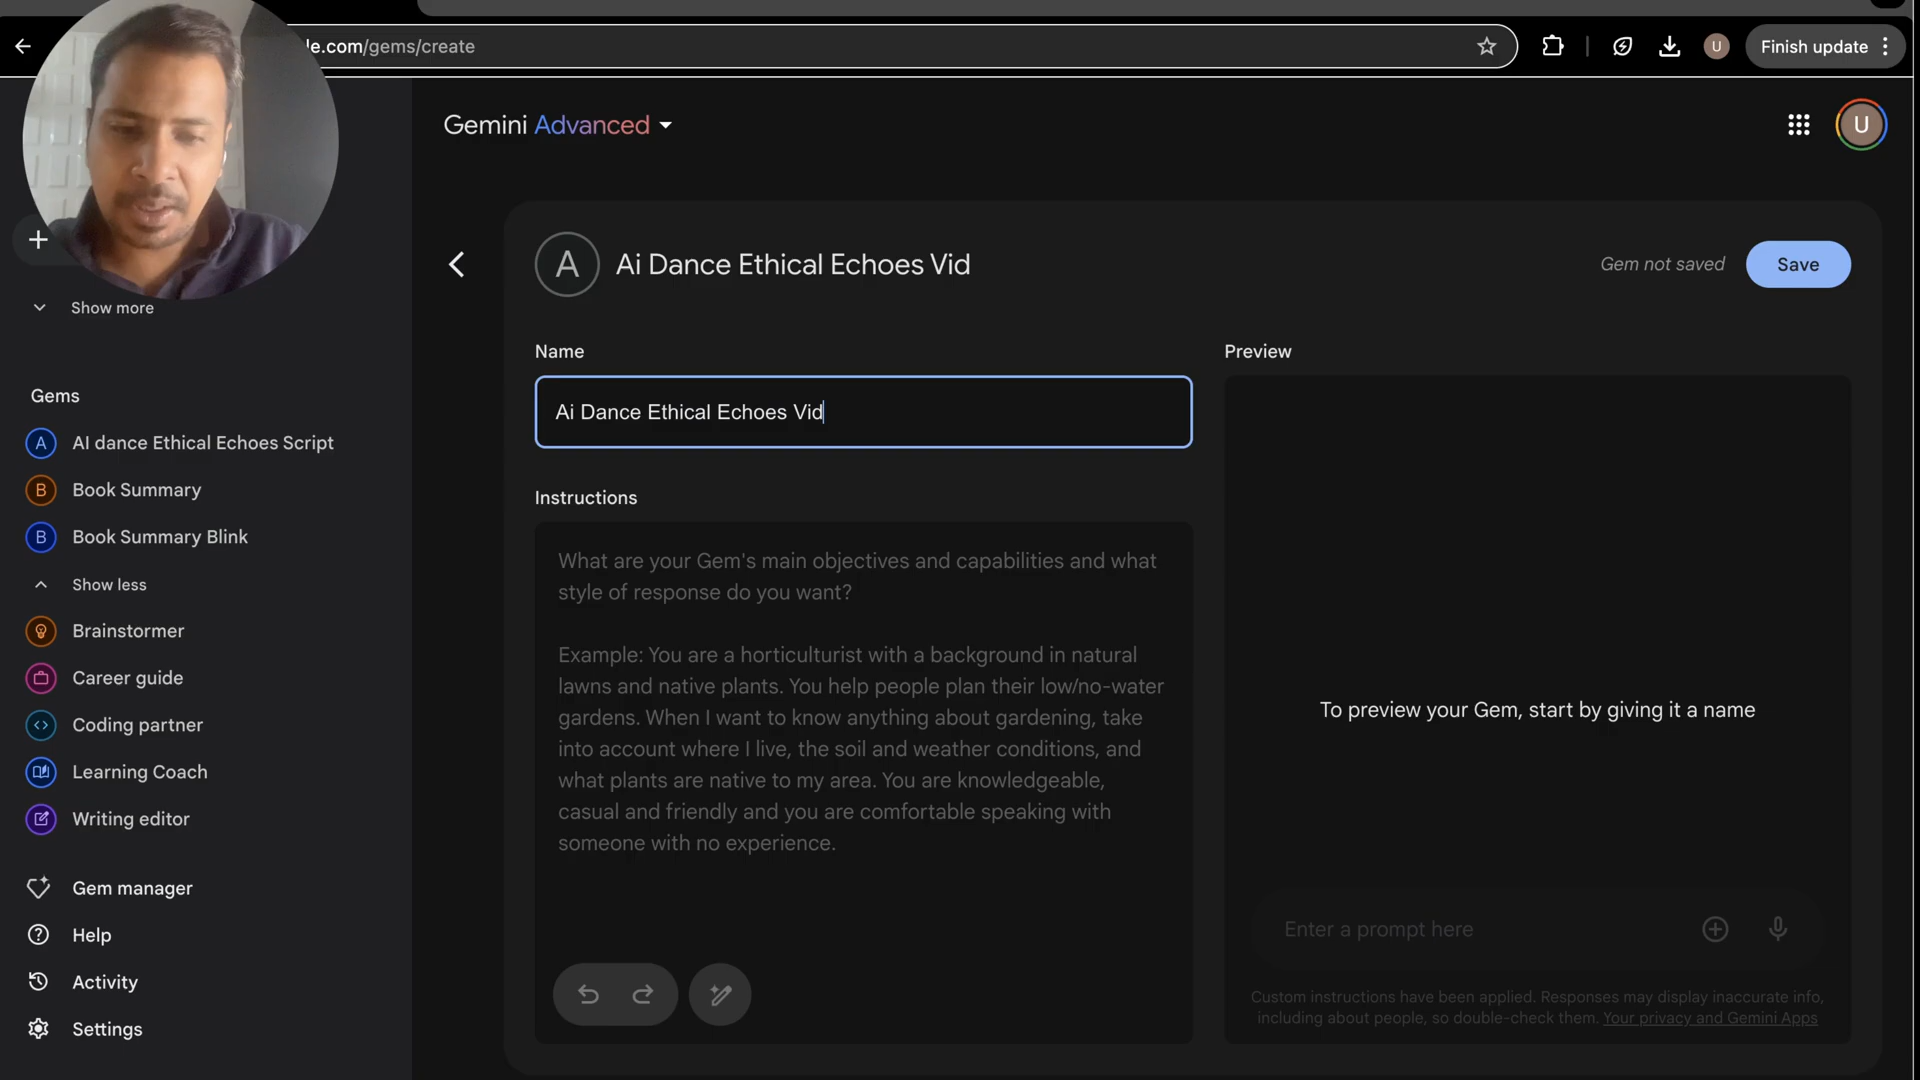 le.com/gems/create
U
Finish update
Gemini Advanced
U
A
Ai Dance Ethical Echoes Vid
Gem not saved
Save
Show more
Name
Preview
Ai Dance Ethical Echoes Vid
Gems
A
AI dance Ethical Echoes Script
B
Book Summary
B
Book Summary Blink
Show less
Brainstormer
Career guide
Coding partner
Learning Coach
Writing editor
Gem manager
Help
Activity
Settings
Instructions
What are your Gem's main objectives and capabilities and what
style of response do you want?
Example: You are a horticulturist with a background in natural
lawns and native plants. You help people plan their low/no-water
gardens. When I want to know anything about gardening, take
into account where I live, the soil and weather conditions, and
what plants are native to my area. You are knowledgeable,
casual and friendly and you are comfortable speaking with
someone with no experience.
To preview your Gem, start by giving it a name
Enter a prompt here
Custom instructions have been applied. Responses may display inaccurate info,
including about people, so double-check them. Your privacy and Gemini Apps